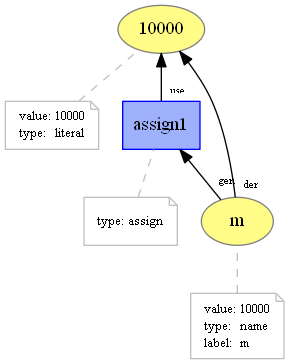 10000
value: 10000
type: literal
use
assign1
type: assign
gen
der
m
value: 10000
type: name
label: m